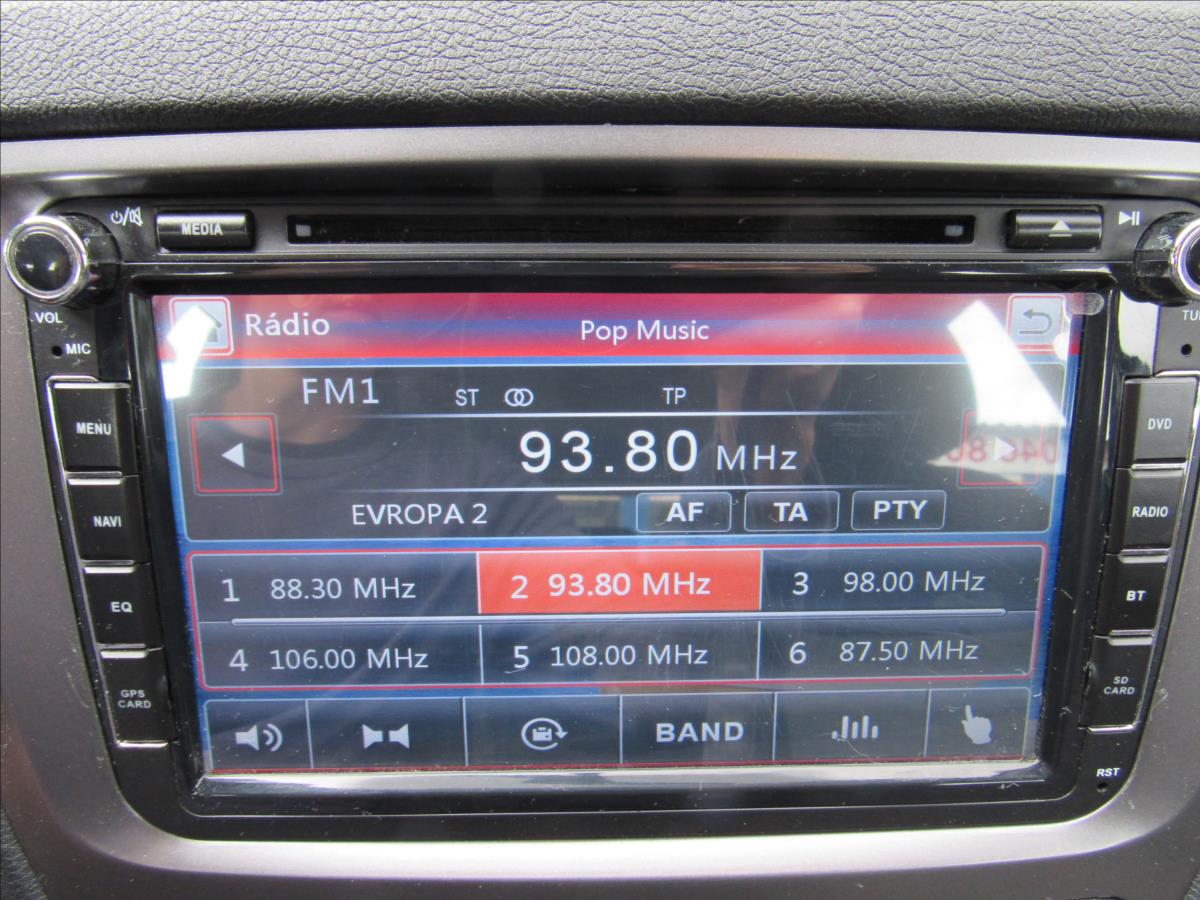 MEDIA
VOL
MIC
Rádio
Pop Music
FM1
ST
TP
93.80 MHz
EVROPA 2
AF
TA
PTY
1 88.30 MHz
2 93.80 MHz
3 98.00 MHz
4 106.00 MHz
5 108.00 MHz
6 87.50 MHz
BAND
MENU
NAVI
EQ
GPS
CARD
DVD
RADIO
BT
SD
CARD
RST